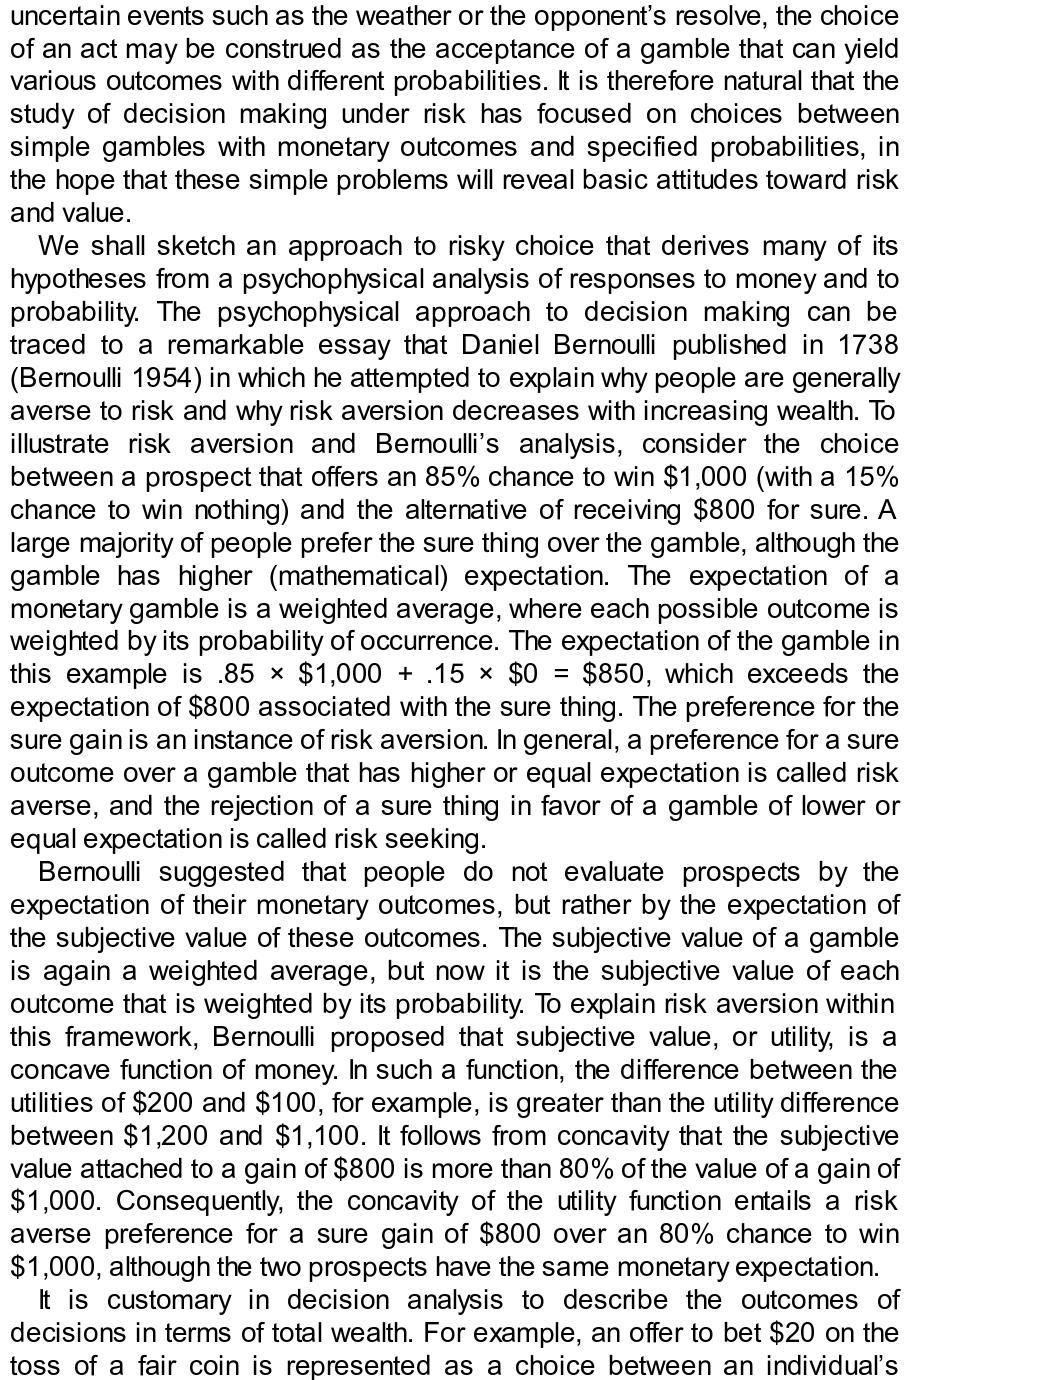 uncertain events such as the weather or the opponent’s resolve, the choice
of an act may be construed as the acceptance of a gamble that can yield
various outcomes with different probabilities. It is therefore natural that the
study of decision making under risk has focused on choices between
simple gambles with monetary outcomes and specified probabilities, in
the hope that these simple problems will reveal basic attitudes toward risk
and value.
We shall sketch an approach to risky choice that derives many of its
hypotheses from a psychophysical analysis of responses to money and to
probability. The psychophysical approach to decision making can be
traced to a remarkable essay that Daniel Bernoulli published in 1738
(Bernoulli 1954) in which he attempted to explain why people are generally
averse to risk and why risk aversion decreases with increasing wealth. To
illustrate risk aversion and Bernoulli’s analysis, consider the choice
between a prospect that offers an 85% chance to win $1,000 (with a 15%
chance to win nothing) and the alternative of receiving $800 for sure. A
large majority of people prefer the sure thing over the gamble, although the
gamble has higher (mathematical) expectation. The expectation of a
monetary gamble is a weighted average, where each possible outcome is
weighted by its probability of occurrence. The expectation of the gamble in
this example is .85 × $1,000 + .15 × $0 = $850, which exceeds the
expectation of $800 associated with the sure thing. The preference for the
sure gain is an instance of risk aversion. In general, a preference for a sure
outcome over a gamble that has higher or equal expectation is called risk
averse, and the rejection of a sure thing in favor of a gamble of lower or
equal expectation is called risk seeking.
Bernoulli suggested that people do not evaluate prospects by the
expectation of their monetary outcomes, but rather by the expectation of
the subjective value of these outcomes. The subjective value of a gamble
is again a weighted average, but now it is the subjective value of each
outcome that is weighted by its probability. To explain risk aversion within
this framework, Bernoulli proposed that subjective value, or utility, is a
concave function of money. In such a function, the difference between the
utilities of $200 and $100, for example, is greater than the utility difference
between $1,200 and $1,100. It follows from concavity that the subjective
value attached to a gain of $800 is more than 80% of the value of a gain of
$1,000. Consequently, the concavity of the utility function entails a risk
averse preference for a sure gain of $800 over an 80% chance to win
$1,000, although the two prospects have the same monetary expectation.
It is customary in decision analysis to describe the outcomes of
decisions in terms of total wealth. For example, an offer to bet $20 on the
toss of a fair coin is represented as a choice between an individual’s